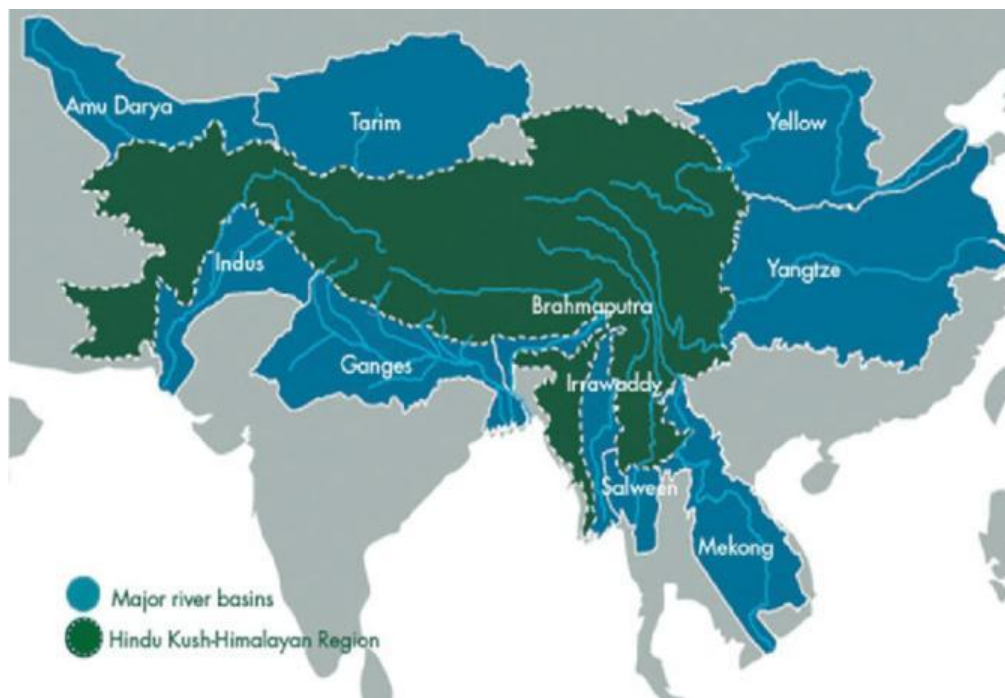 Amu Darya
Tarim
Yellow
Indus
Yangtze
Brahmaputra
Ganges
Irrawaddy
Salween
Mekong
Major river basins
Hindu Kush-Himalayan Region